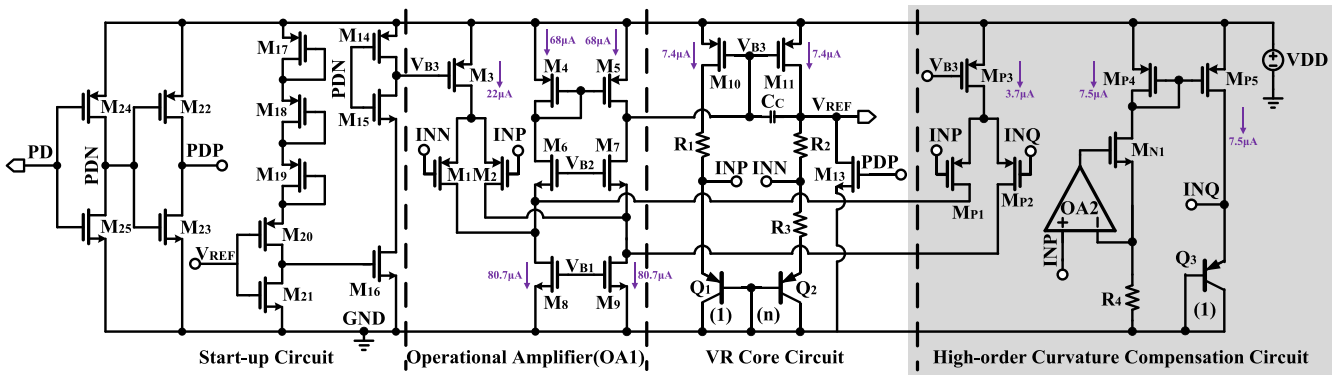 M17
M14
PDN
VB3
M3
22μA
68μA
68μA
M4
M5
7.4μA
VB3
7.4μA
M10
M11
CC
VREF
VB3
MP3
3.7μA
7.5μA
MP4
MP5
7.5μA
VDD
M24
M22
M18
M15
PD
PDN
PDP
M19
INN
INP
M1
M2
M6
M7
VB2
R1
R2
INP
INN
M13
PDP
INP
INQ
MP1
MP2
MN1
OA2
+
−
INP
INQ
M25
M23
M20
VREF
M21
M16
GND
80.7μA
VB1
80.7μA
M8
M9
R3
Q1
Q2
(1)
(n)
R4
Q3
(1)
Start-up Circuit
Operational Amplifier(OA1)
VR Core Circuit
High-order Curvature Compensation Circuit